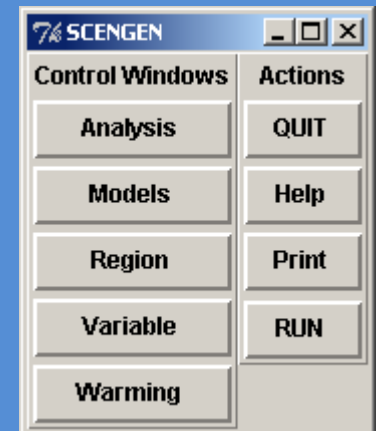 SCENGEN
Control Windows
Analysis
Models
Region
Variable
Warming
Actions
QUIT
Help
Print
RUN